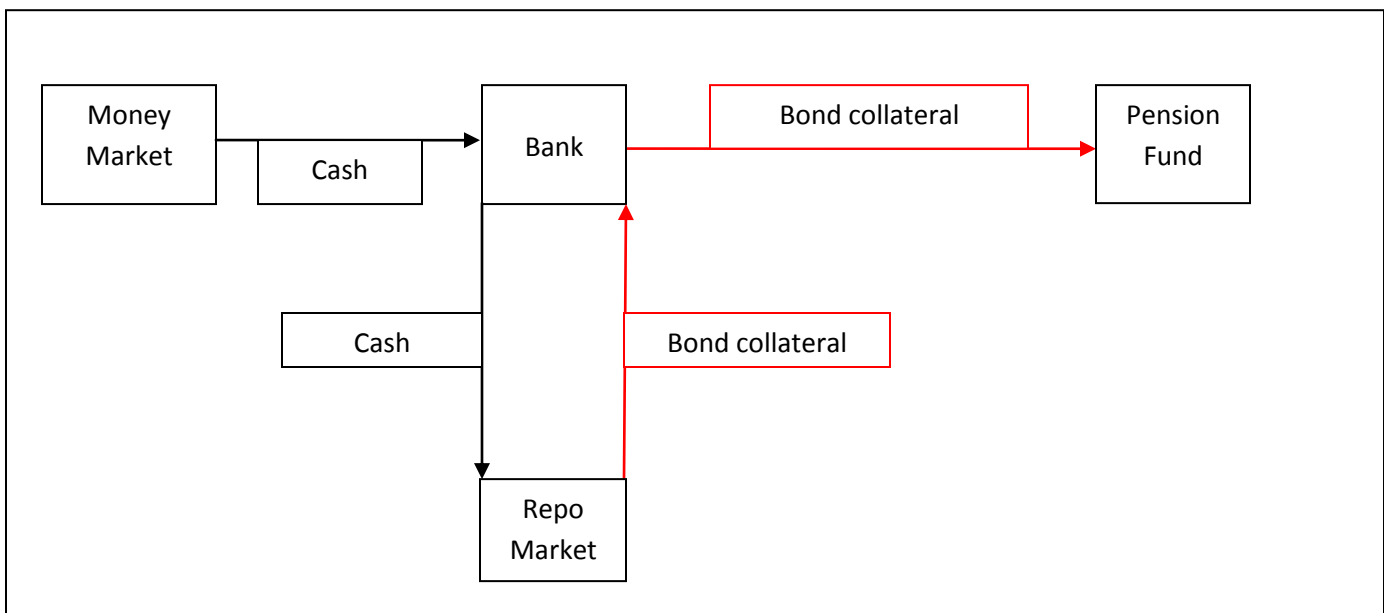 Money
Market
Cash
Bank
Bond collateral
Pension
Fund
Cash
Bond collateral
Repo
Market